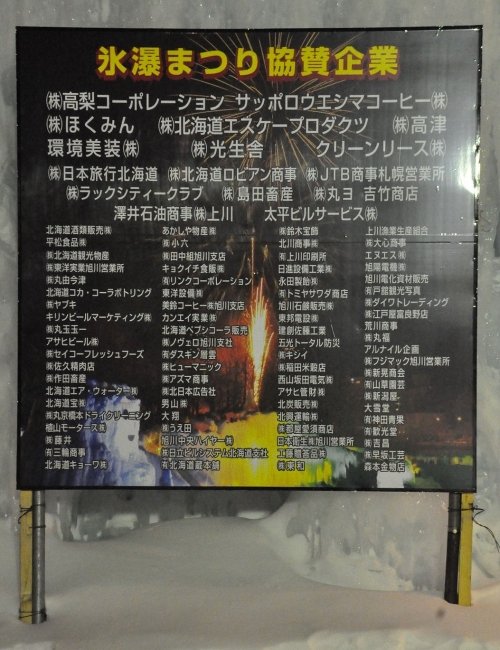 氷瀑まつり協賛企業
㈱高梨コーポレーション サッポロウエシマコーヒー㈱
㈱ほくみん ㈱北海道エスケープロダクツ ㈱高津
環境美装㈱ ㈱光生舎 クリーンリース㈱
㈱日本旅行北海道 ㈱北海道ロビアン商事 ㈱JTB商事札幌営業所
㈱ラックシティークラブ ㈱島田畜産 ㈱丸ヨ 吉竹商店
澤井石油商事㈱上川 太平ビルサービス㈱
北海道酒類販売㈱
平松食品㈱
㈱北海道観光物産
㈱東洋実業旭川営業所
㈱丸由今津
北海道コカ・コーラボトリング
㈱ヤブキ
キリンビールマーケティング㈱
㈱丸玉玉一
アサヒビール㈱
㈱セイコーフレッシュフーズ
㈱佐久精肉店
㈱作田畜産
北海道エア・ウォーター㈱
北海道宝㈱
㈱丸京橋本ドライクリーニング
植山モータース㈱
㈱藤井
㈲三輪商事
北海道キョーワ㈱
あかしや物産㈱
㈱小六
㈱田中組旭川支店
キョクイチ食販㈱
㈲リンクコーポレーション
東洋設備㈱
美鈴コーヒー㈱旭川支店
カンエイ実業㈱
北海道ペプシコーラ販売㈱
㈱ノヴェロ旭川支社
㈲ダスキン層雲
㈱ヒューマニック
㈱アズマ商事
㈱北日本広告社
男山㈱
大翔
㈱うえ田
旭川中央ハイヤー㈱
㈱日立ビルシステム北海道支社
㈲北海道蔵本舗
㈱鈴木宝飾
北川商事㈱
㈲上川印刷所
日進設備工業㈱
永田製飴㈱
㈲トミヤササダ商店
旭川石鹸販売㈱
東邦電設㈱
建創佐藤工業
五光トータル防災
㈱キシイ
㈱稲田米穀店
西山坂田電気㈱
アサヒ管財㈱
北炭販売㈱
北興運輸㈱
㈱都屋登須商店
日本衛生㈱旭川営業所
工藤贈答品㈱
㈱東和
上川漁業生産組合
㈱大心商事
エスエス㈱
旭陽電機㈱
旭川電化資材販売
㈲戸舘観光写真
㈱ダイワトレーディング
㈱江戸屋富良野店
荒川商事
㈱丸福
アルナイル企画
㈱フジマック旭川営業所
㈱新晃商会
㈲山草薗芸
㈱新潟屋
大雪堂
㈲神田青果
㈲歓光堂
㈱吉昌
㈱早坂工芸
森本金物店